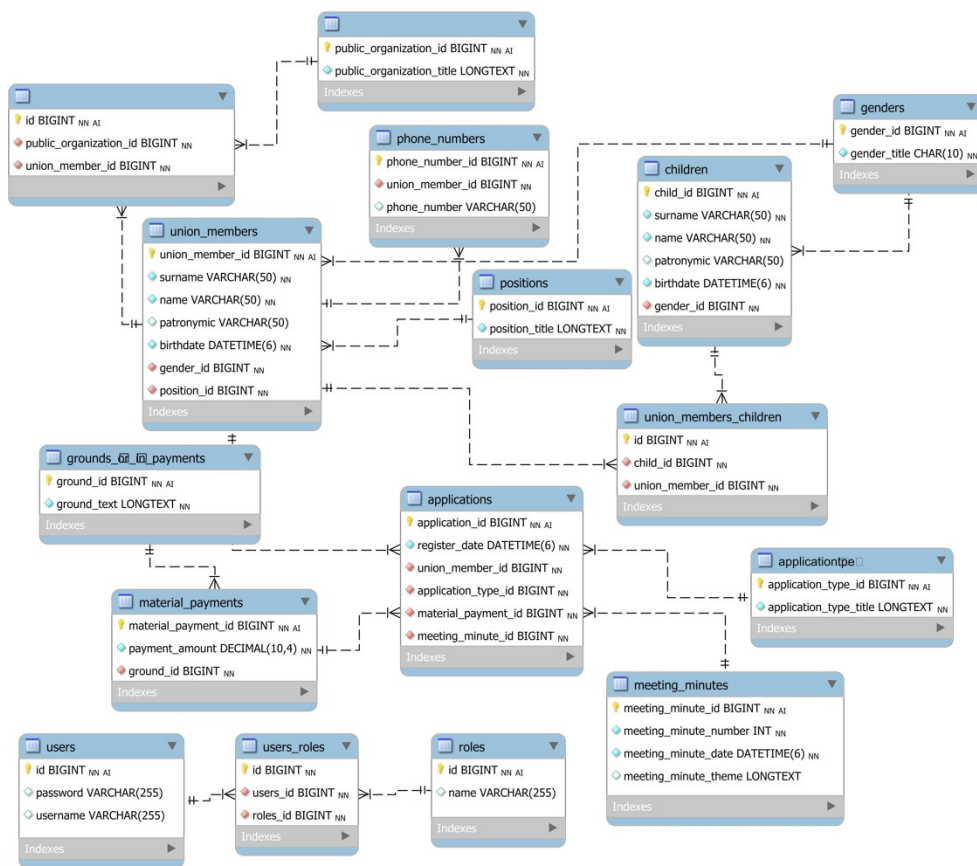 public_organization_id BIGINT NN AI
public_organization_title LONGTEXT NN
Indexes
id BIGINT NN AI
public_organization_id BIGINT NN
union_member_id BIGINT NN
phone_numbers
phone_number_id BIGINT NN AI
union_member_id BIGINT NN
phone_number VARCHAR(50)
Indexes
genders
gender_id BIGINT NN AI
gender_title CHAR(10) NN
Indexes
children
child_id BIGINT NN AI
surname VARCHAR(50) NN
name VARCHAR(50) NN
patronymic VARCHAR(50)
birthdate DATETIME(6) NN
gender_id BIGINT NN
Indexes
union_members
union_member_id BIGINT NN AI
surname VARCHAR(50) NN
name VARCHAR(50) NN
patronymic VARCHAR(50)
birthdate DATETIME(6) NN
gender_id BIGINT NN
position_id BIGINT NN
Indexes
positions
position_id BIGINT NN AI
position_title LONGTEXT NN
Indexes
union_members_children
id BIGINT NN AI
child_id BIGINT NN
union_member_id BIGINT NN
Indexes
ground_id BIGINT NN AI
ground_text LONGTEXT NN
Indexes
applications
application_id BIGINT NN AI
register_date DATETIME(6) NN
union_member_id BIGINT NN
application_type_id BIGINT NN
material_payment_id BIGINT NN
meeting_minute_id BIGINT NN
Indexes
application_type_id BIGINT NN AI
application_type_title LONGTEXT NN
Indexes
material_payments
material_payment_id BIGINT NN AI
payment_amount DECIMAL(10,4) NN
ground_id BIGINT NN
Indexes
meeting_minutes
meeting_minute_id BIGINT NN AI
meeting_minute_number INT NN
meeting_minute_date DATETIME(6) NN
meeting_minute_theme LONGTEXT
Indexes
users
id BIGINT NN AI
password VARCHAR(255)
username VARCHAR(255)
Indexes
users_roles
id BIGINT NN
users_id BIGINT NN
roles_id BIGINT NN
Indexes
roles
id BIGINT NN AI
name VARCHAR(255)
Indexes